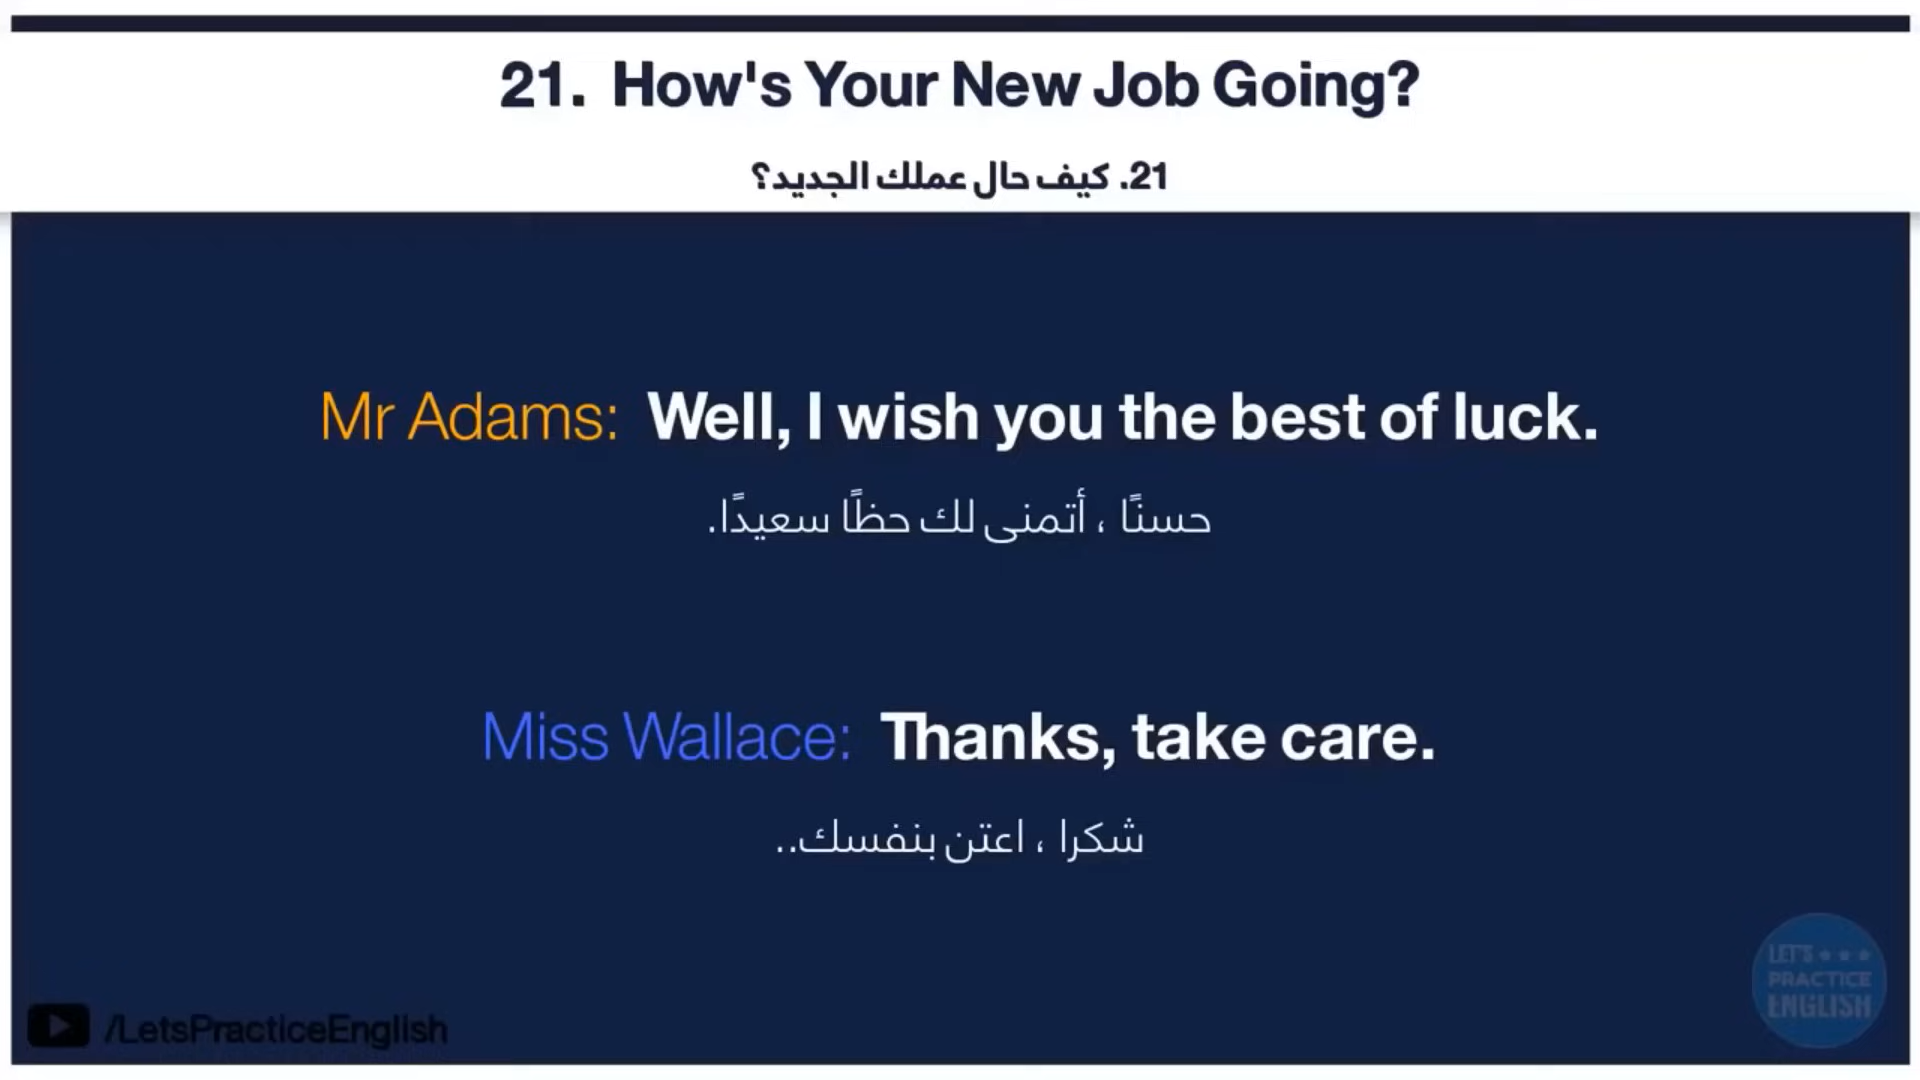 21. How's Your New Job Going?
21. كيف حال عملك الجديد؟
Mr Adams: Well, I wish you the best of luck.
حسنًا ، أتمنى لك حظًا سعيدًا.
Miss Wallace: Thanks, take care.
شكرا ، اعتن بنفسك..
LET'S
PRACTICE
ENGLISH
/LetsPracticeEnglish